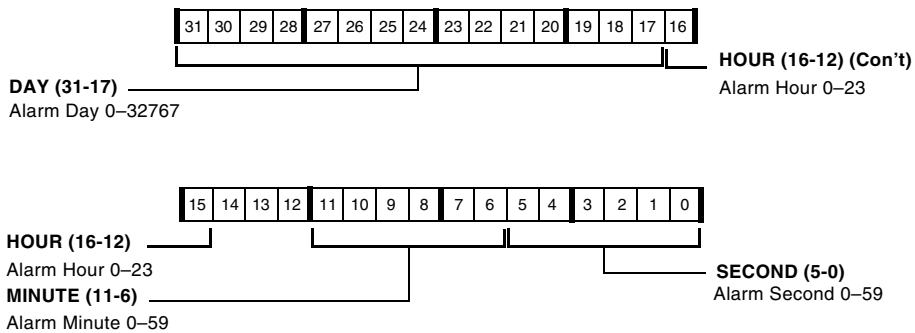 31 30 29 28 27 26 25 24 23 22 21 20 19 18 17 16
HOUR (16-12) (Con't)
Alarm Hour 0–23
DAY (31-17)
Alarm Day 0–32767
15 14 13 12 11 10 9 8 7 6 5 4 3 2 1 0
HOUR (16-12)
Alarm Hour 0–23
MINUTE (11-6)
Alarm Minute 0–59
SECOND (5-0)
Alarm Second 0–59